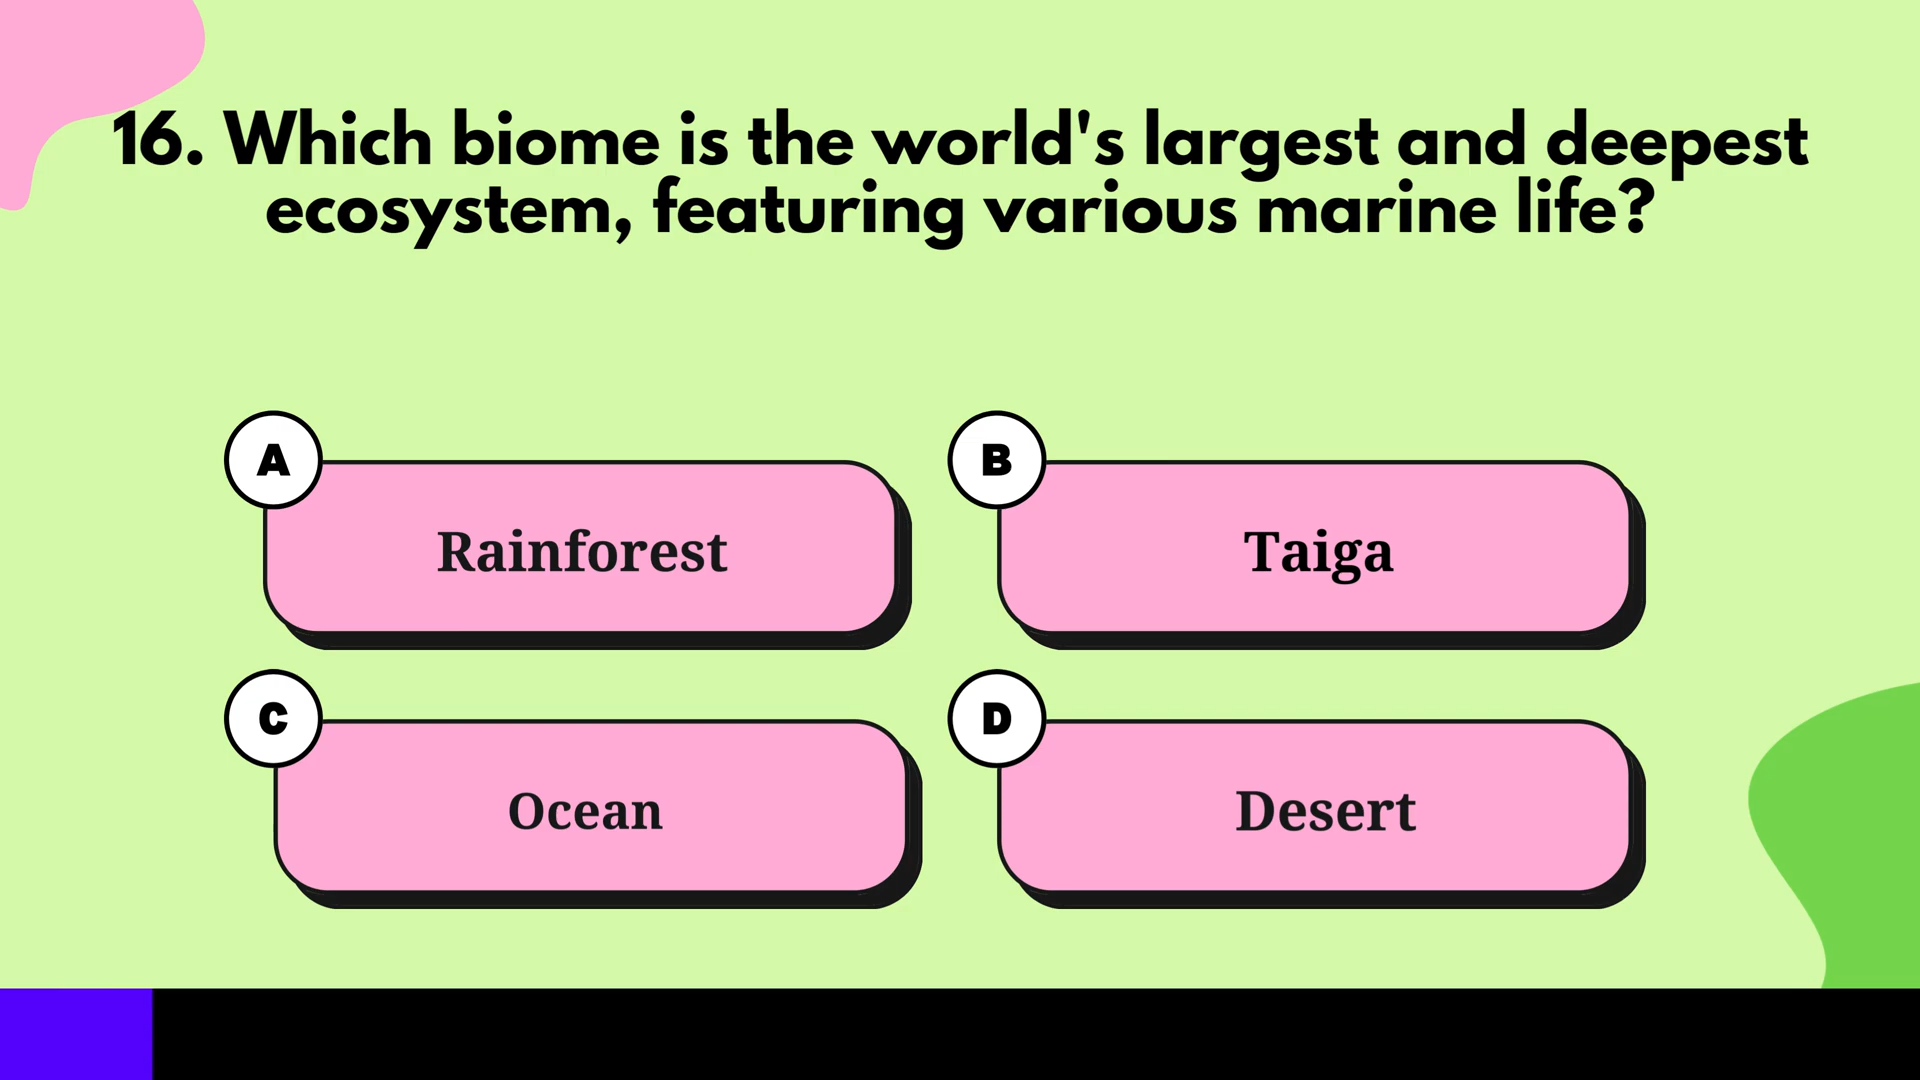 16. Which biome is the world's largest and deepest
ecosystem, featuring various marine life?
A
Rainforest
B
Taiga
C
Ocean
D
Desert